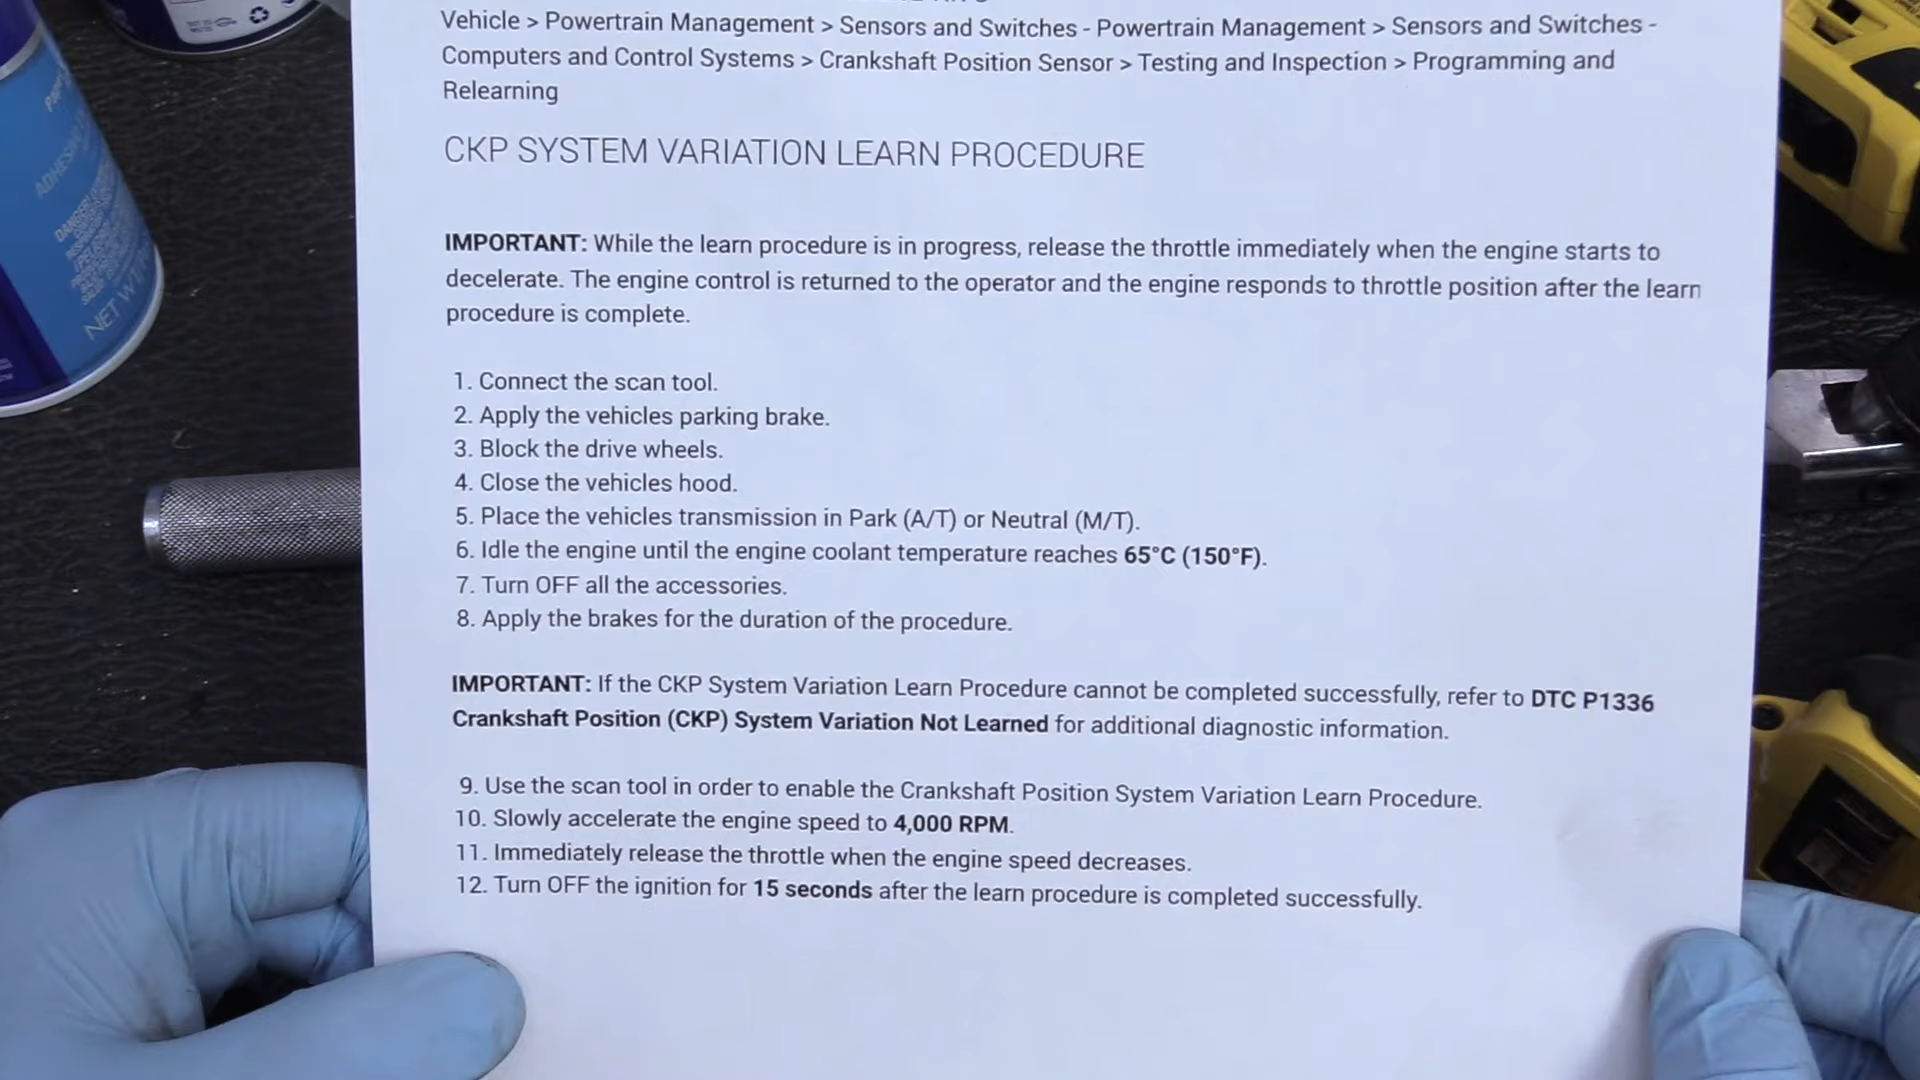 Vehicle > Powertrain Management > Sensors and Switches - Powertrain Management > Sensors and Switches -
Computers and Control Systems > Crankshaft Position Sensor > Testing and Inspection > Programming and
Relearning
CKP SYSTEM VARIATION LEARN PROCEDURE
IMPORTANT: While the learn procedure is in progress, release the throttle immediately when the engine starts to
decelerate. The engine control is returned to the operator and the engine responds to throttle position after the learn
procedure is complete.
1. Connect the scan tool.
2. Apply the vehicles parking brake.
3. Block the drive wheels.
4. Close the vehicles hood.
5. Place the vehicles transmission in Park (A/T) or Neutral (M/T).
6. Idle the engine until the engine coolant temperature reaches 65°C (150°F).
7. Turn OFF all the accessories.
8. Apply the brakes for the duration of the procedure.
IMPORTANT: If the CKP System Variation Learn Procedure cannot be completed successfully, refer to DTC P1336
Crankshaft Position (CKP) System Variation Not Learned for additional diagnostic information.
9. Use the scan tool in order to enable the Crankshaft Position System Variation Learn Procedure.
10. Slowly accelerate the engine speed to 4,000 RPM.
11. Immediately release the throttle when the engine speed decreases.
12. Turn OFF the ignition for 15 seconds after the learn procedure is completed successfully.
NET WT